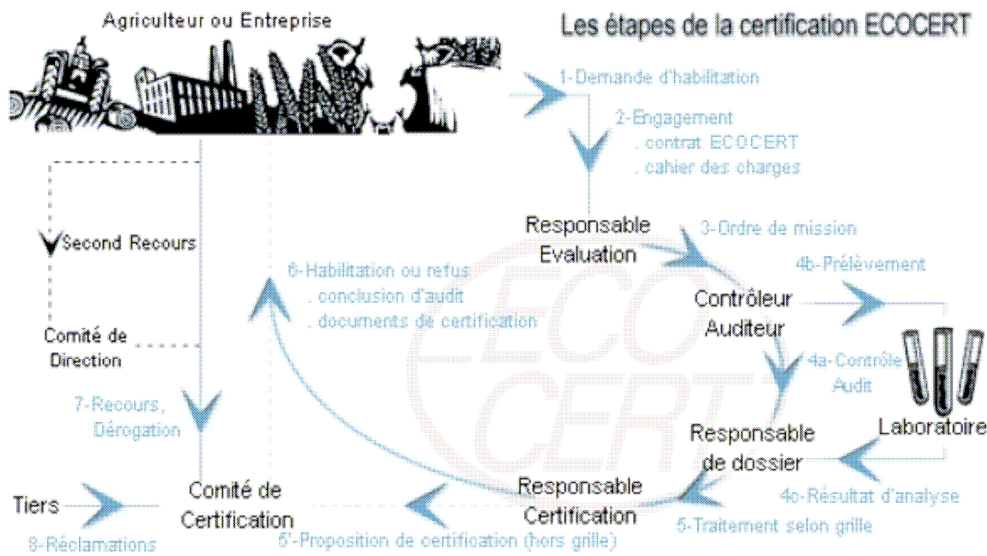 Agriculteur ou Entreprise
Les étapes de la certification ECOCERT
1-Demande d'habilitation
2-Engagement
. contrat ECOCERT
. cahier des charges
Responsable
Evaluation
3-Ordre de mission
4b-Prélèvement
Second Recours
6-Habilitation ou refus
. conclusion d'audit
. documents de certification
Contrôleur
Auditeur
Comité de
Direction
4a-Contrôle
Audit
ECO
CERT
7-Recours,
Dérogation
Laboratoire
Responsable
de dossier
4c-Résultat d'analyse
Responsable
Certification
5-Traitement selon grille
Tiers
Comité de
Certification
8-Réclamations
5'-Proposition de certification (hors grille)